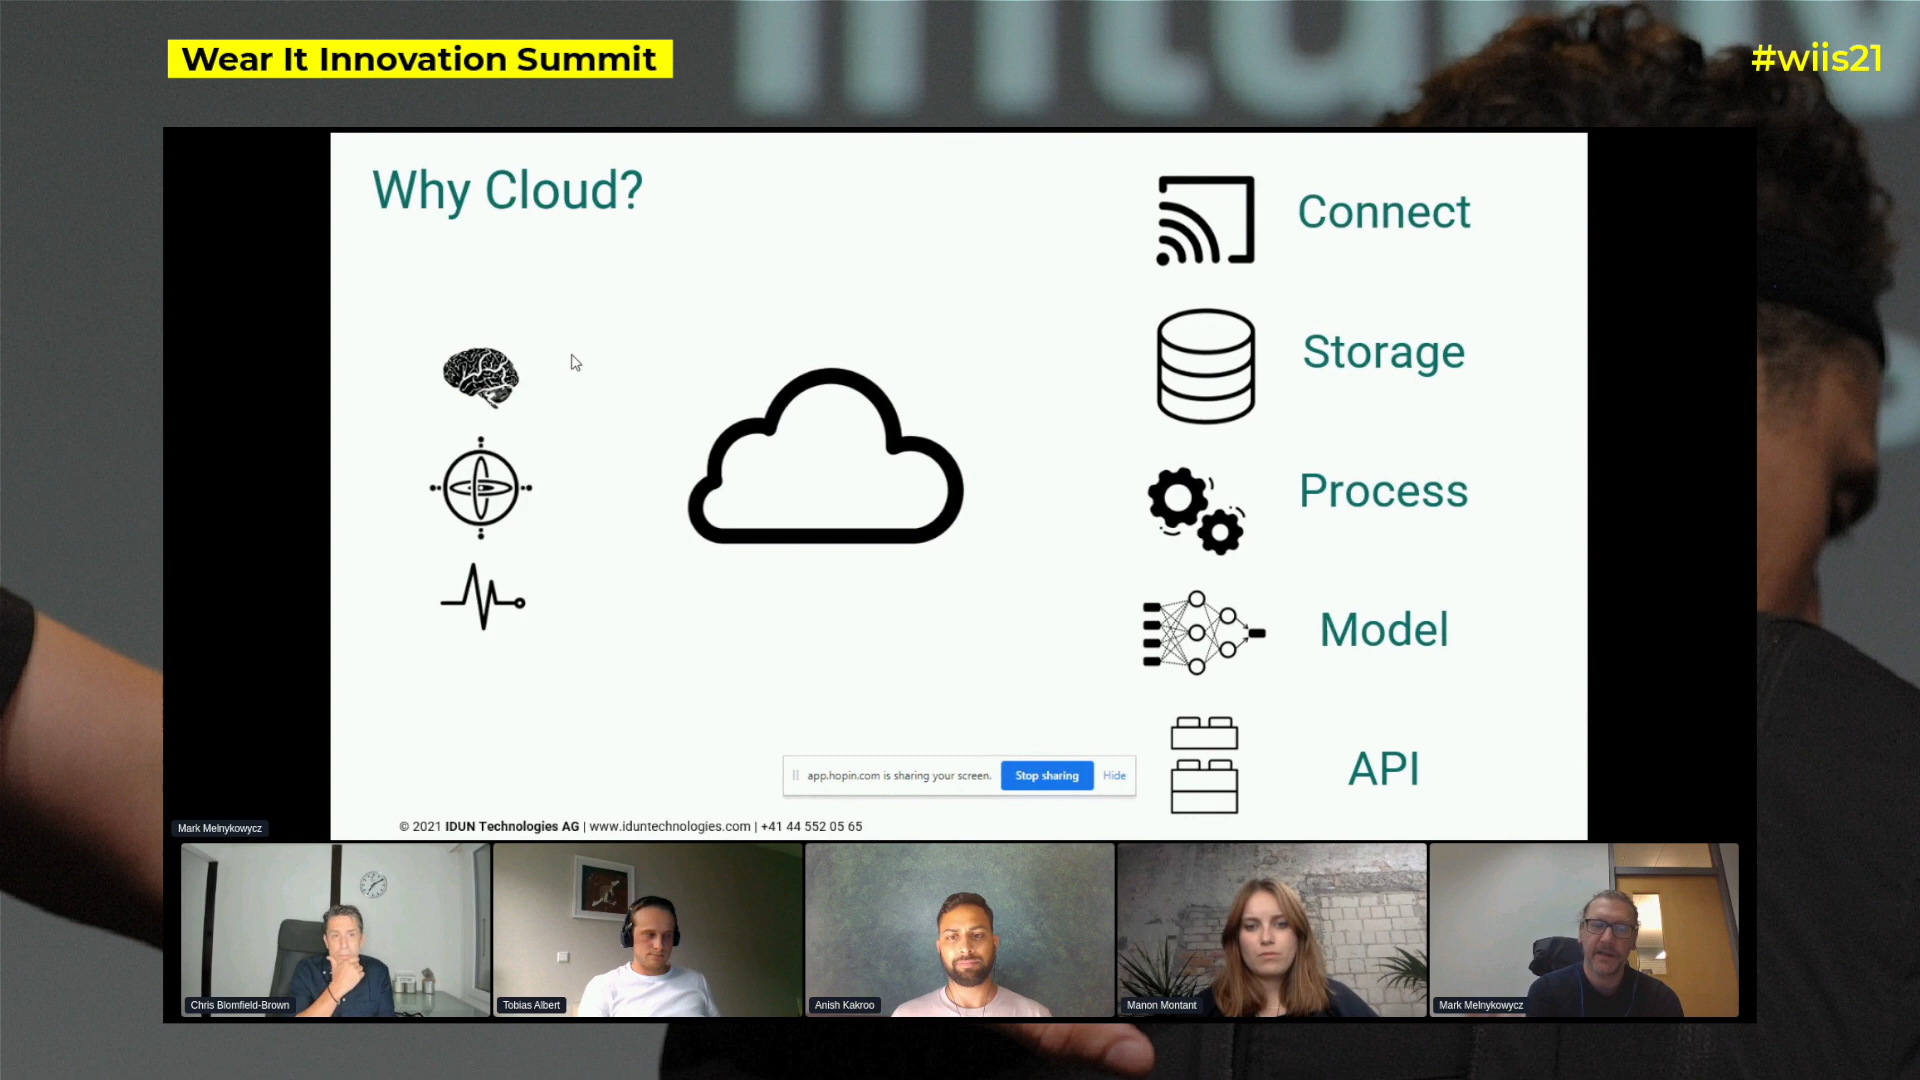 Wear It Innovation Summit
#wiis21
Why Cloud?
Connect
Storage
Process
Model
API
app.hopin.com is sharing your screen.
Stop sharing
Hide
© 2021 IDUN Technologies AG | www.iduntechnologies.com | +41 44 552 05 65
Mark Melnykowycz
Chris Blomfield-Brown
Tobias Albert
Anish Kakroo
Manon Montant
Mark Melnykowycz